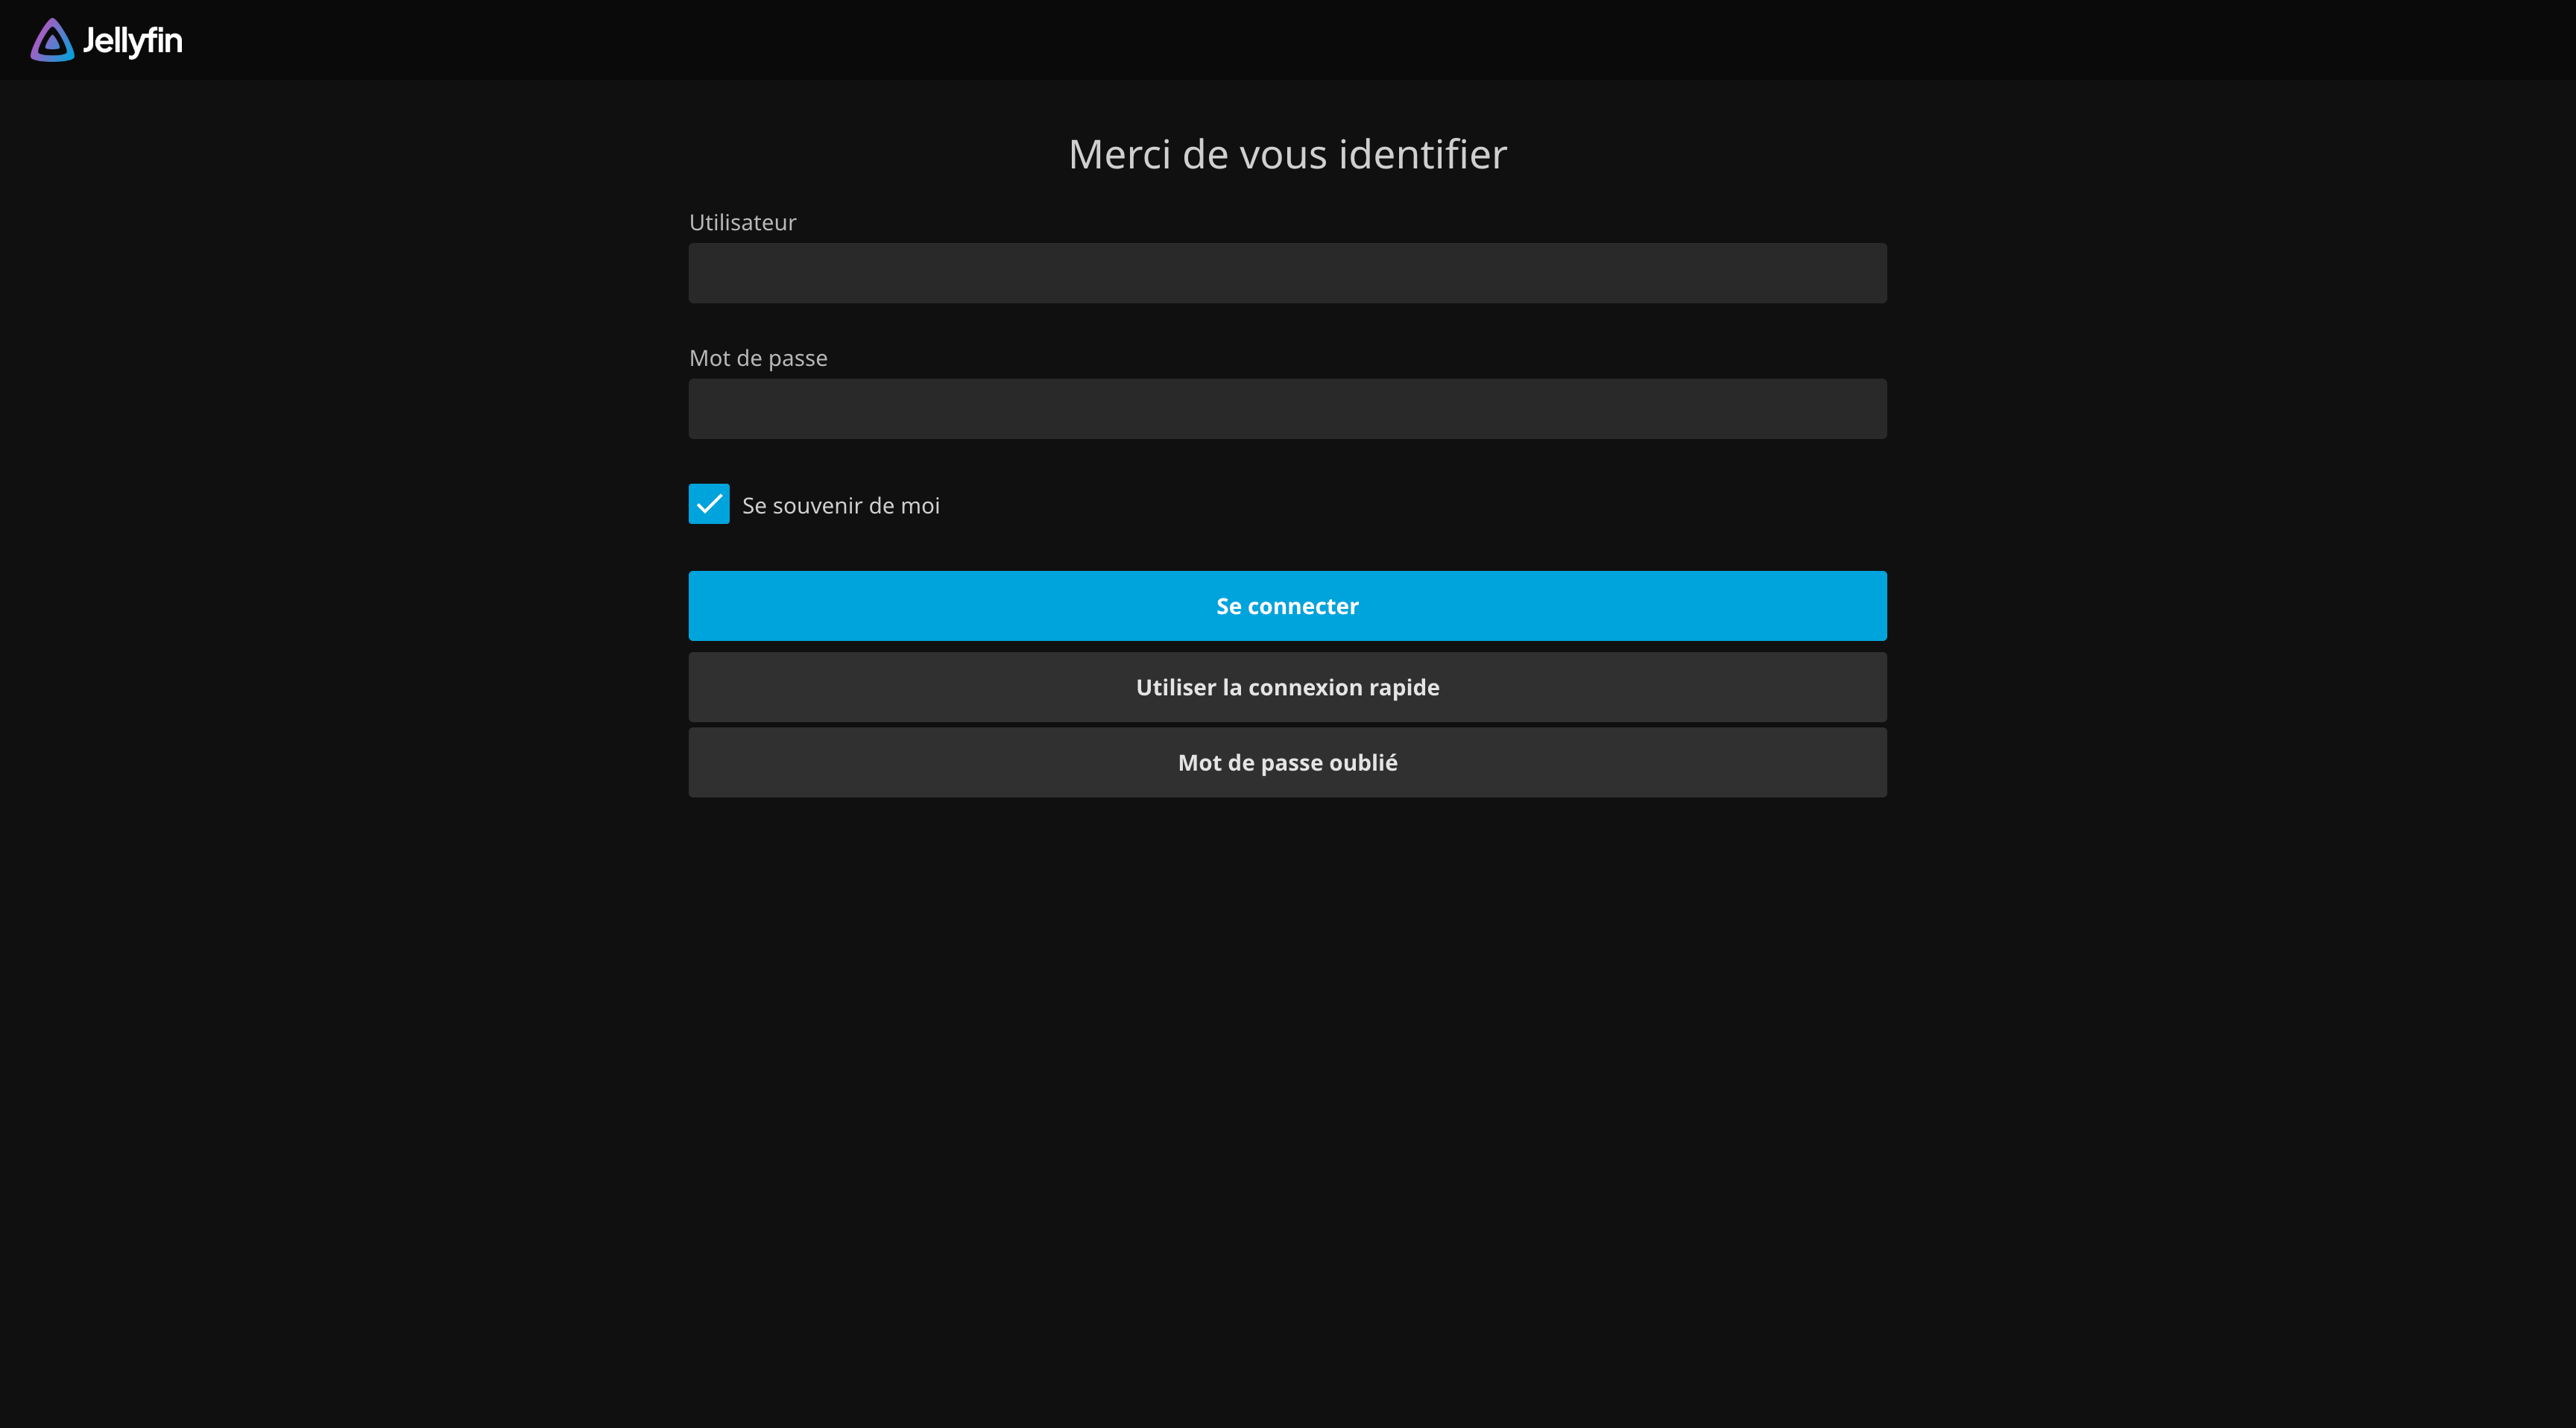 Jellyfin
Merci de vous identifier
Utilisateur
Mot de passe
Se souvenir de moi
Se connecter
Utiliser la connexion rapide
Mot de passe oublié